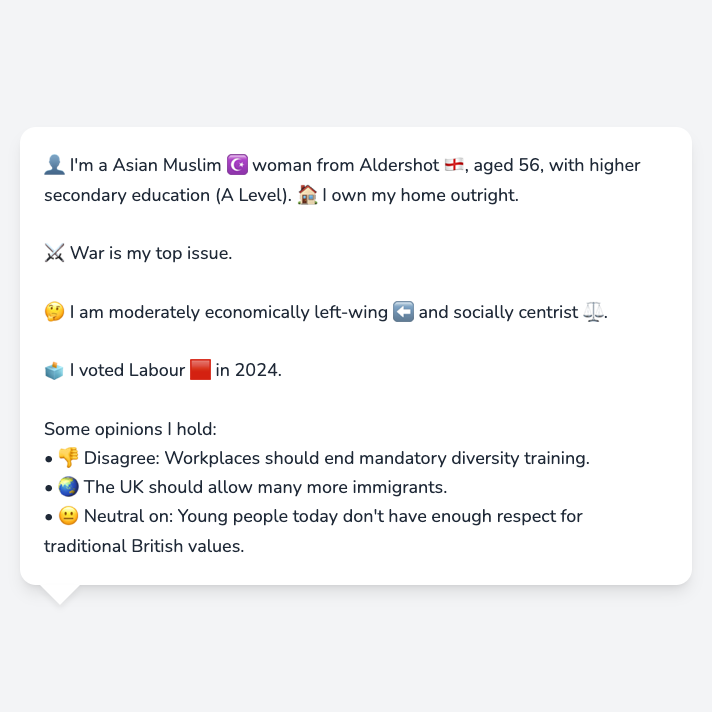 👤 I'm a Asian Muslim ☪️ woman from Aldershot 🏴󠁧󠁢󠁥󠁮󠁧󠁿, aged 56, with higher
secondary education (A Level). 🏠 I own my home outright.
⚔️ War is my top issue.
🤔 I am moderately economically left-wing ⬅️ and socially centrist ⚖️.
🗳️ I voted Labour 🟥 in 2024.
Some opinions I hold:
• 👎 Disagree: Workplaces should end mandatory diversity training.
• 🌏 The UK should allow many more immigrants.
• 😐 Neutral on: Young people today don't have enough respect for
traditional British values.